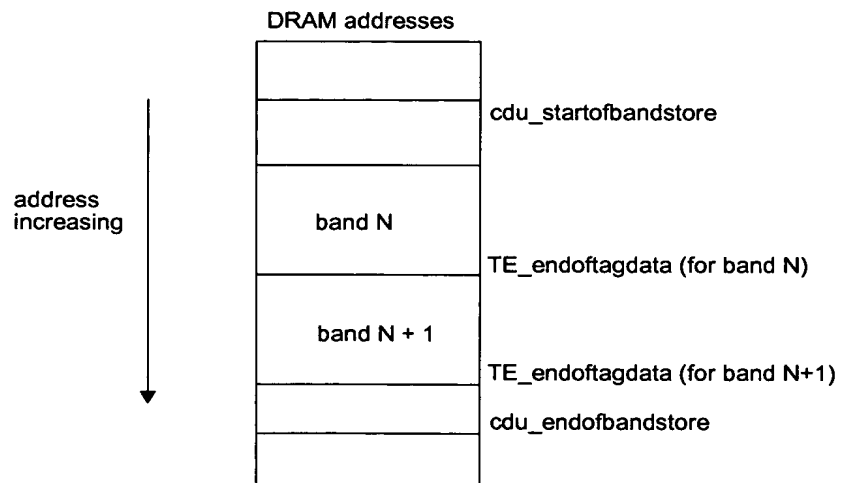 DRAM addresses
cdu_startofbandstore
address
increasing
band N
TE_endoftagdata (for band N)
band N + 1
TE_endoftagdata (for band N+1)
cdu_endofbandstore